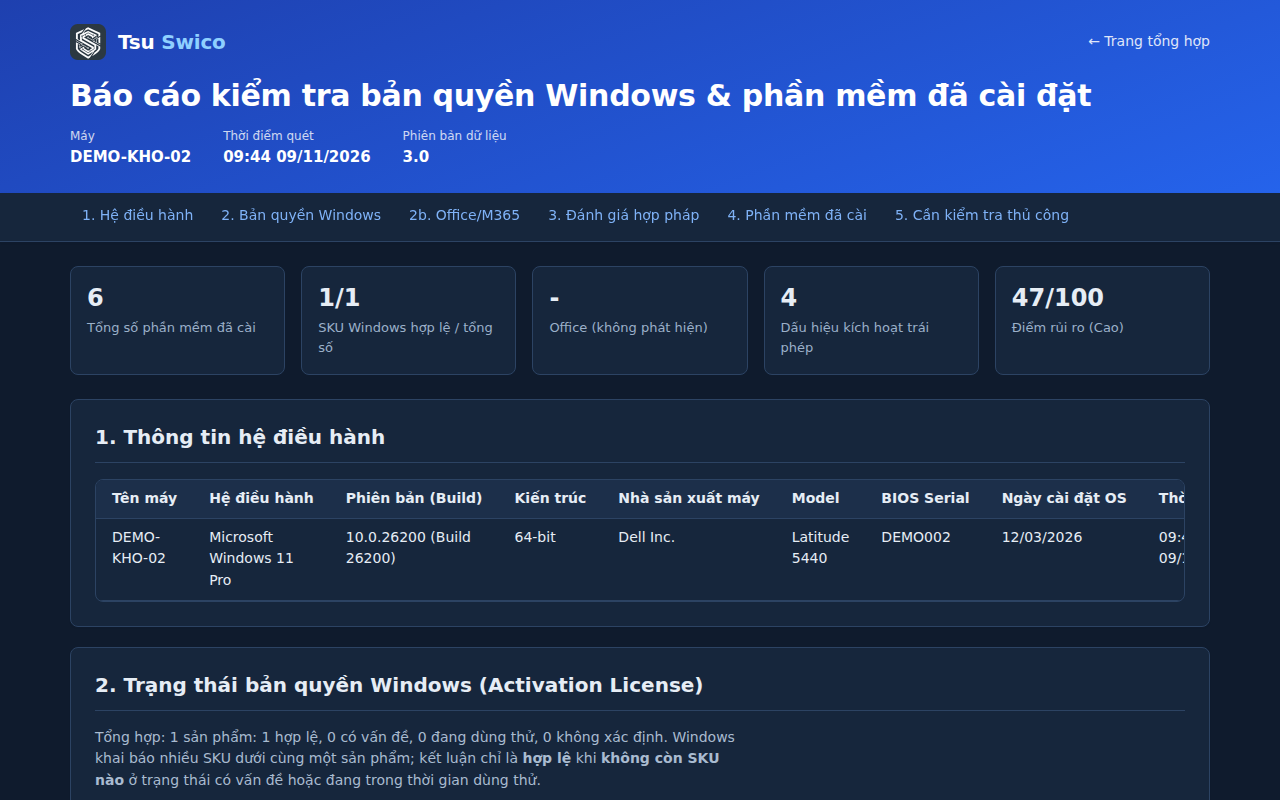 Tsu Swico
← Trang tổng hợp
Báo cáo kiểm tra bản quyền Windows & phần mềm đã cài đặt
Máy
DEMO-KHO-02
Thời điểm quét
09:44 09/11/2026
Phiên bản dữ liệu
3.0
1. Hệ điều hành
2. Bản quyền Windows
2b. Office/M365
3. Đánh giá hợp pháp
4. Phần mềm đã cài
5. Cần kiểm tra thủ công
6
Tổng số phần mềm đã cài
1/1
SKU Windows hợp lệ / tổng
số
-
Office (không phát hiện)
4
Dấu hiệu kích hoạt trái
phép
47/100
Điểm rủi ro (Cao)
1. Thông tin hệ điều hành
Tên máy Hệ điều hành Phiên bản (Build) Kiến trúc Nhà sản xuất máy Model BIOS Serial Ngày cài đặt OS
DEMO- Microsoft 10.0.26200 (Build 64-bit Dell Inc. Latitude DEMO002 12/03/2026
KHO-02 Windows 11 26200) 5440
Pro
2. Trạng thái bản quyền Windows (Activation License)
Tổng hợp: 1 sản phẩm: 1 hợp lệ, 0 có vấn đề, 0 đang dùng thử, 0 không xác định. Windows
khai báo nhiều SKU dưới cùng một sản phẩm; kết luận chỉ là hợp lệ khi không còn SKU
nào ở trạng thái có vấn đề hoặc đang trong thời gian dùng thử.